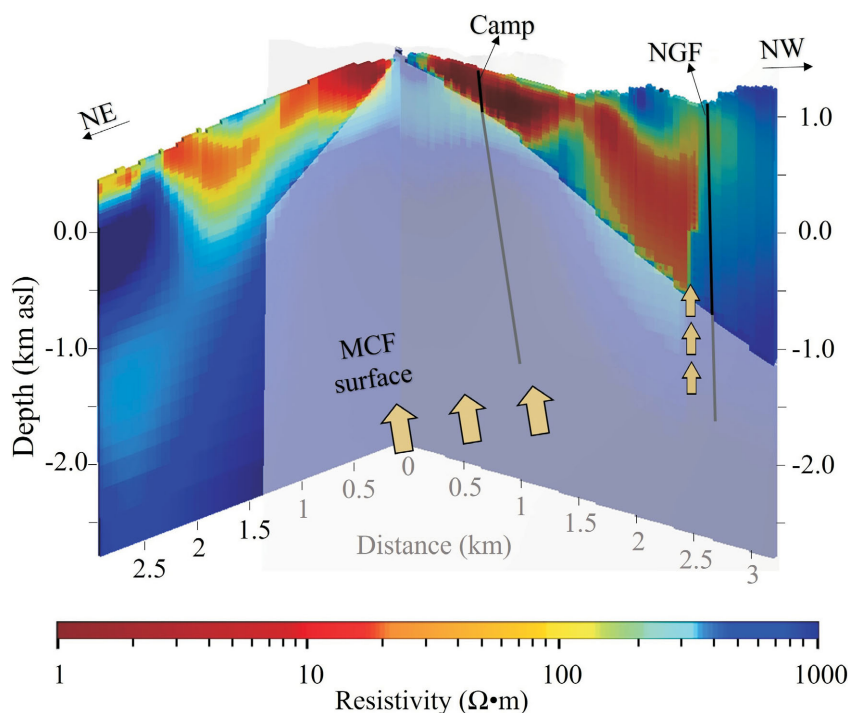 Camp
NGF
NW
NE
1.0
1.0
0.0
0.0
-1.0
-1.0
-2.0
-2.0
Depth (km asl)
MCF
surface
0
0.5
0.5
1
1
1.5
1.5
2
2
2.5
2.5
3
Distance (km)
1
10
100
1000
Resistivity (Ω•m)